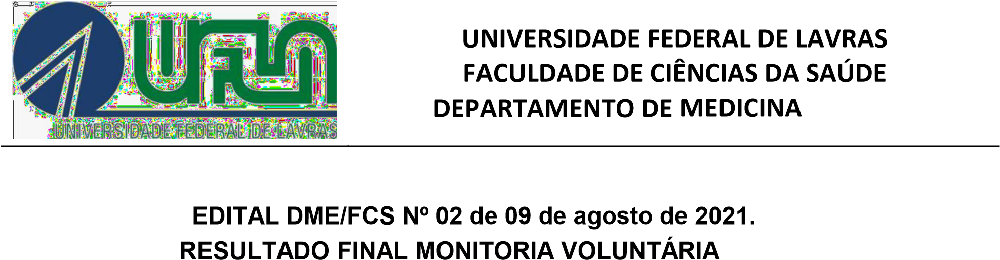 UFLA
UNIVERSIDADE FEDERAL DE LAVRAS
UNIVERSIDADE FEDERAL DE LAVRAS
FACULDADE DE CIÊNCIAS DA SAÚDE
DEPARTAMENTO DE MEDICINA
EDITAL DME/FCS Nº 02 de 09 de agosto de 2021.
RESULTADO FINAL MONITORIA VOLUNTÁRIA